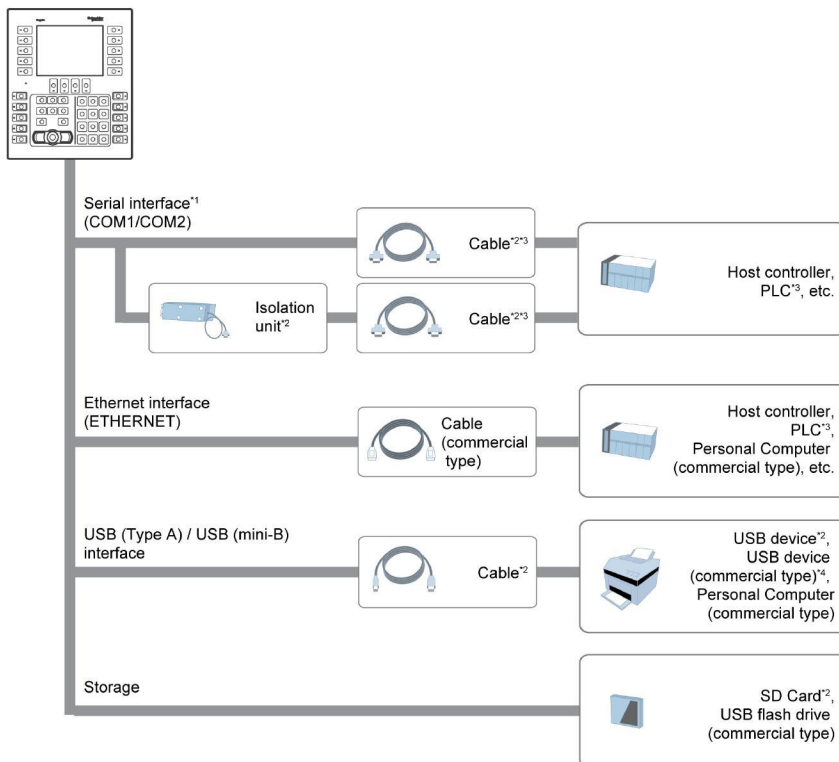 Serial interface*1
(COM1/COM2)
Cable*2*3
Host controller,
PLC*3, etc.
Isolation
unit*2
Cable*2*3
Ethernet interface
(ETHERNET)
Cable
(commercial
type)
Host controller,
PLC*3,
Personal Computer
(commercial type), etc.
USB (Type A) / USB (mini-B)
interface
Cable*2
USB device*2,
USB device
(commercial type)*4,
Personal Computer
(commercial type)
Storage
SD Card*2,
USB flash drive
(commercial type)